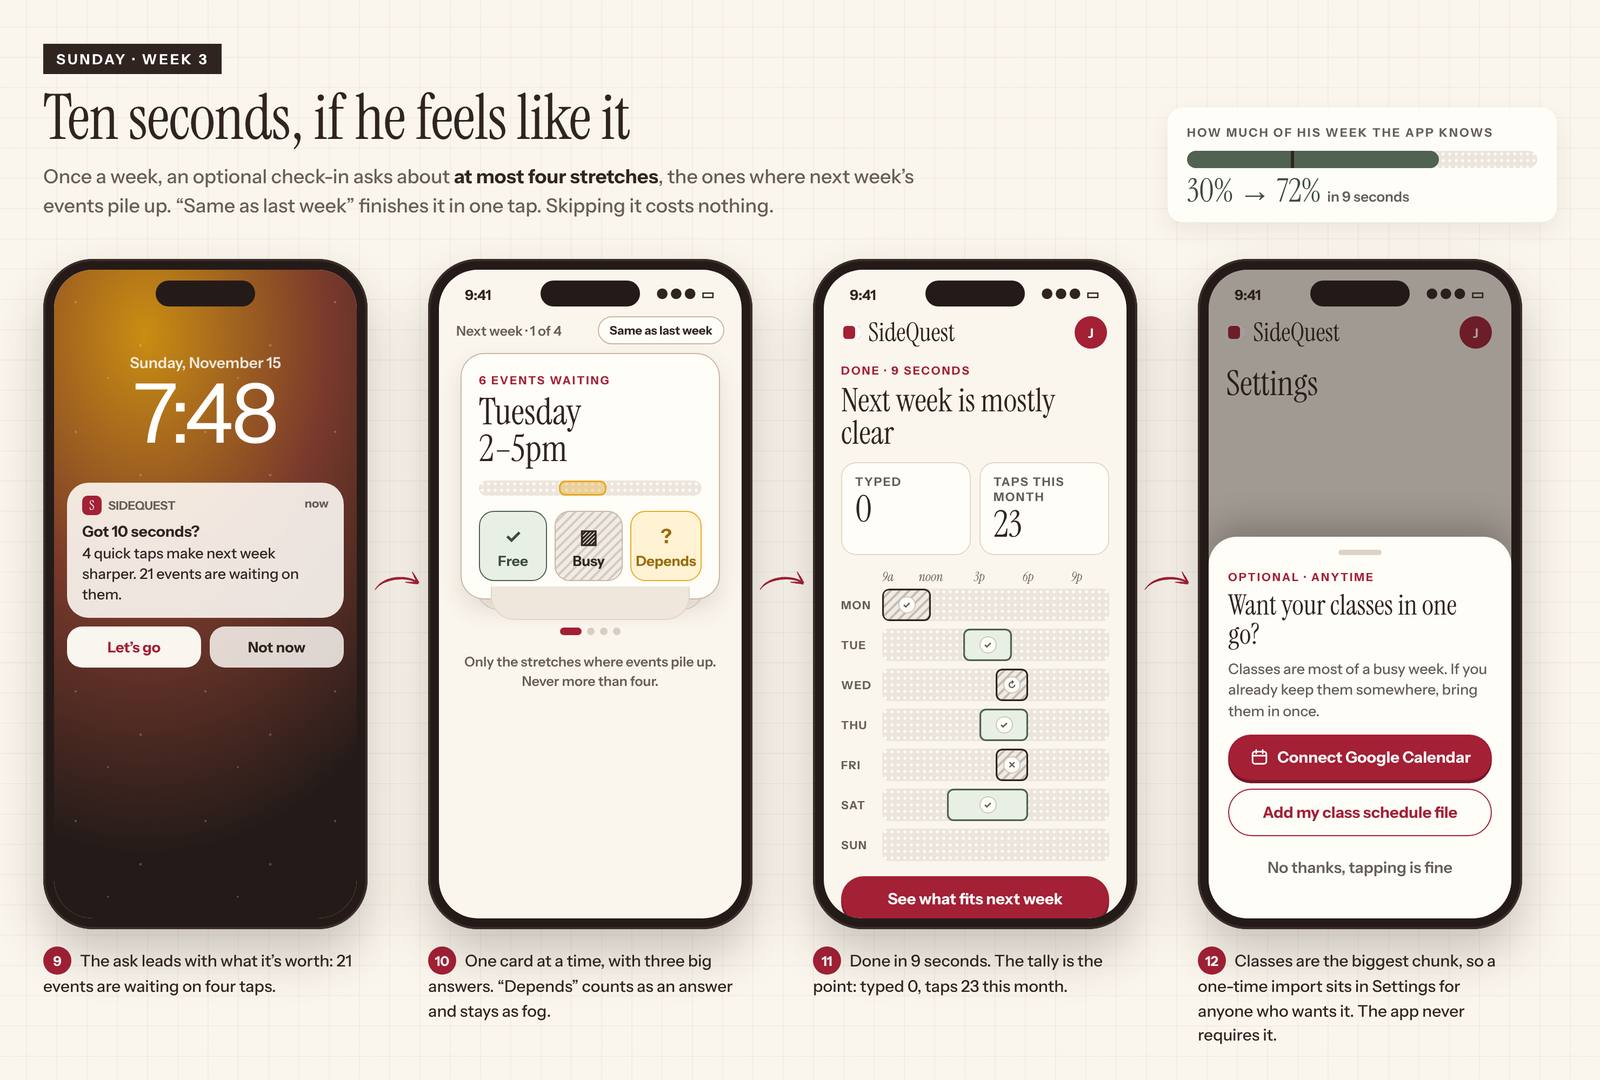 SUNDAY · WEEK 3
Ten seconds, if he feels like it
Once a week, an optional check-in asks about at most four stretches, the ones where next week’s
events pile up. “Same as last week” finishes it in one tap. Skipping it costs nothing.
HOW MUCH OF HIS WEEK THE APP KNOWS
30% → 72% in 9 seconds
Sunday, November 15
7:48
S SIDEQUEST now
Got 10 seconds?
4 quick taps make next week
sharper. 21 events are waiting on
them.
Let’s go
Not now
9 The ask leads with what it’s worth: 21
events are waiting on four taps.
9:41
Next week · 1 of 4
Same as last week
6 EVENTS WAITING
Tuesday
2–5pm
Free
Busy
? Depends
Only the stretches where events pile up.
Never more than four.
10 One card at a time, with three big
answers. “Depends” counts as an answer
and stays as fog.
9:41
SideQuest J
DONE · 9 SECONDS
Next week is mostly
clear
TYPED
0
TAPS THIS
MONTH
23
9a noon 3p 6p 9p
MON
TUE
WED
THU
FRI
SAT
SUN
See what fits next week
11 Done in 9 seconds. The tally is the
point: typed 0, taps 23 this month.
9:41
SideQuest J
Settings
OPTIONAL · ANYTIME
Want your classes in one
go?
Classes are most of a busy week. If you
already keep them somewhere, bring
them in once.
Connect Google Calendar
Add my class schedule file
No thanks, tapping is fine
12 Classes are the biggest chunk, so a
one-time import sits in Settings for
anyone who wants it. The app never
requires it.